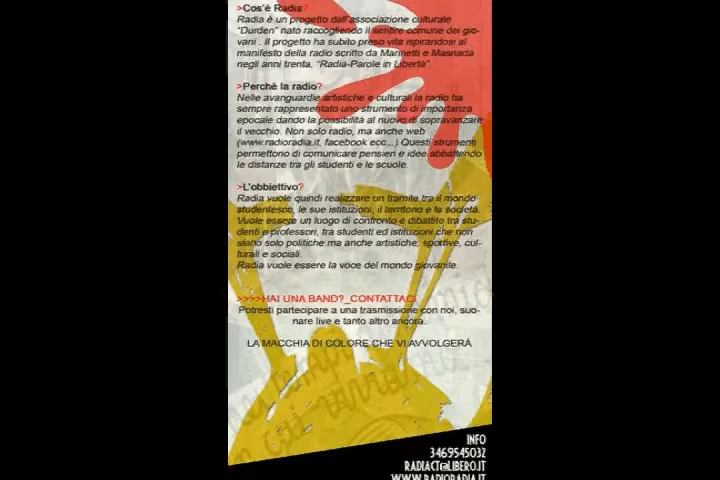 >Cos'è Radia?
Radia è un progetto dall'associazione culturale
"Durden" nato raccogliendo il sentire comune dei gio-
vani . il progetto ha subito preso vita ispirandosi al
manifesto della radio scritto da Marinetti e Masnada
negli anni trenta, "Radia-Parole in Libertà".
>Perchè la radio?
Nelle avanguardie artistiche e culturali la radio ha
sempre rappresentato uno strumento di importanza
epocale dando la possibilità al nuovo di sopravanzare
il vecchio. Non solo radio, ma anche web
(www.radioradia.it, facebook ecc...) Questi strumenti
permettono di comunicare pensieri e idee abbattendo
le distanze tra gli studenti e le scuole.
>L'obbiettivo?
Radia vuole quindi realizzare un tramite tra il mondo
studentesco, le sue istituzioni, il territorio e la società.
Vuole essere un luogo di confronto e dibattito tra stu-
denti e professori, tra studenti ed istituzioni che non
siano solo politiche ma anche artistiche, sportive, cul-
turali e sociali.
Radia vuole essere la voce del mondo giovanile.
>>>>HAI UNA BAND?_CONTATTACI
Potresti partecipare a una trasmissione con noi, suo-
nare live e tanto altro ancora.
LA MACCHIA DI COLORE CHE VI AVVOLGERÀ
INFO
3469545032
RADIACT@LIBERO.IT
WWW.RADIORADIA.IT